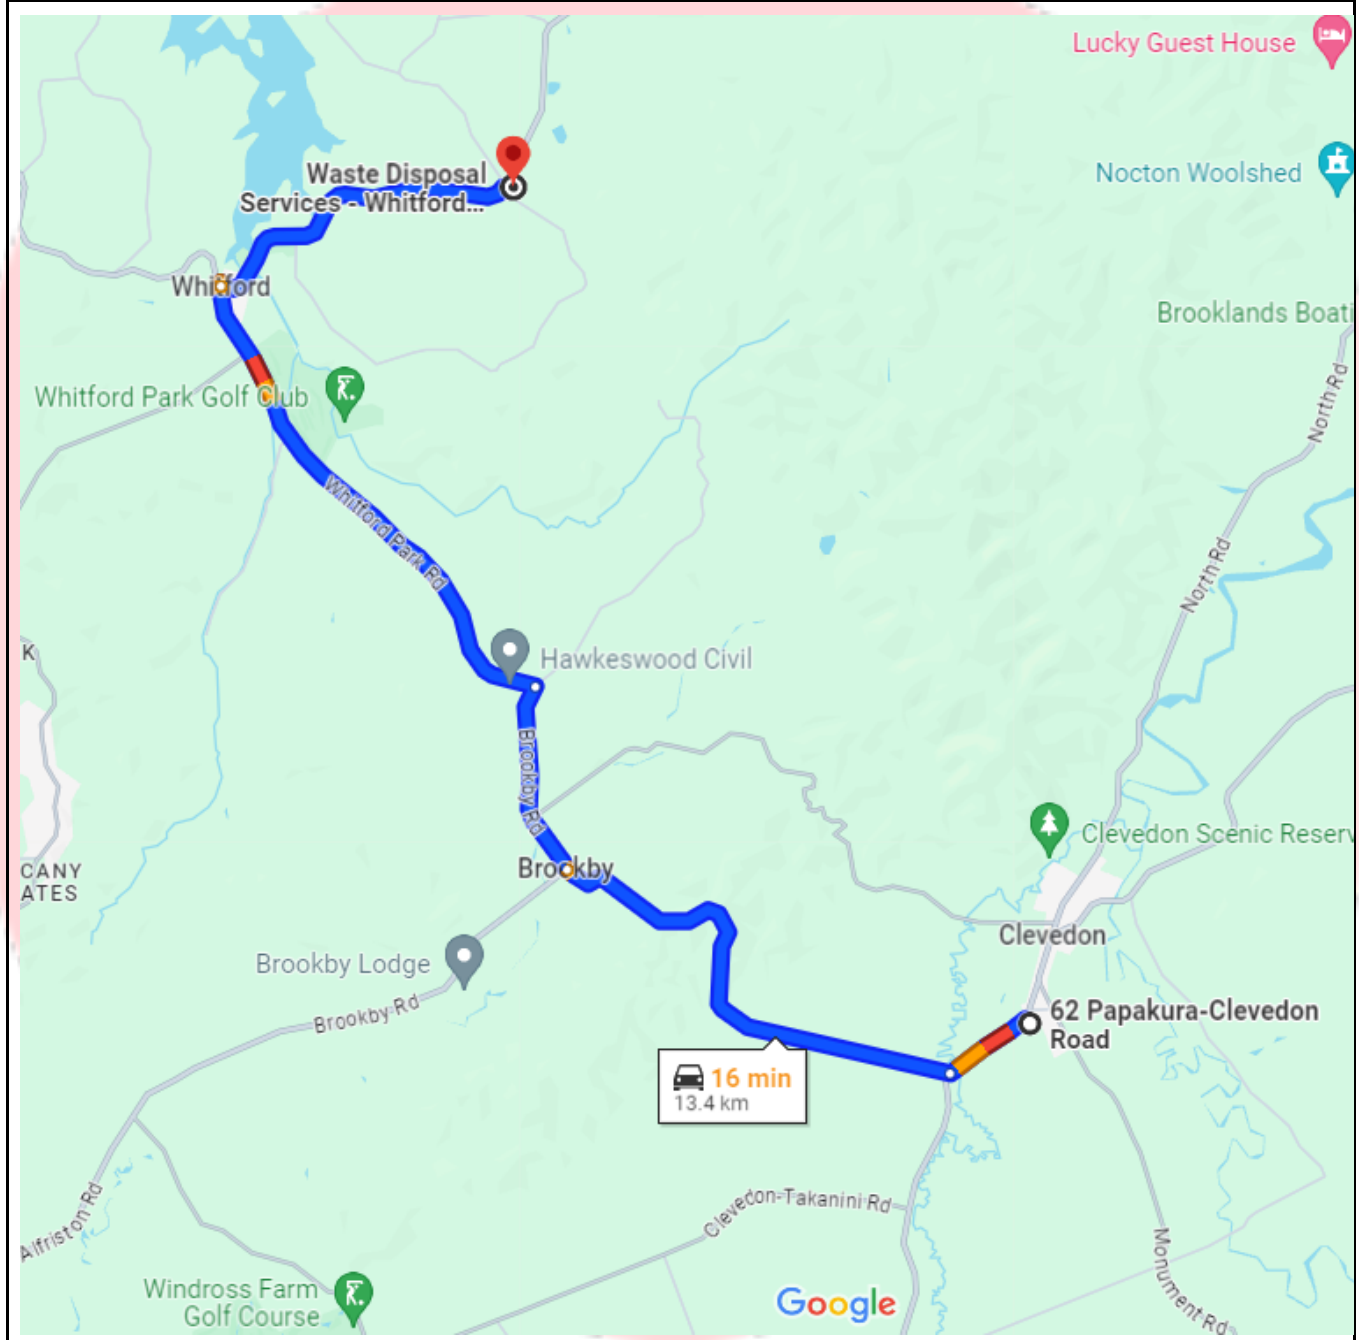 Lucky Guest House
Waste Disposal
Services - Whitford...
Nocton Woolshed
Whitford
Brooklands Boati
Whitford Park Golf Club
North Rd
Whitford Park Rd
North Rd
K
Hawkeswood Civil
Brookby Rd
Clevedon Scenic Reserv
CANY
ATES
Brookby
Clevedon
Brookby Lodge
Brookby Rd
62 Papakura-Clevedon
Road
16 min
13.4 km
Alfriston Rd
Clevedon-Takanini Rd
Monument Rd
Windross Farm
Golf Course
Google